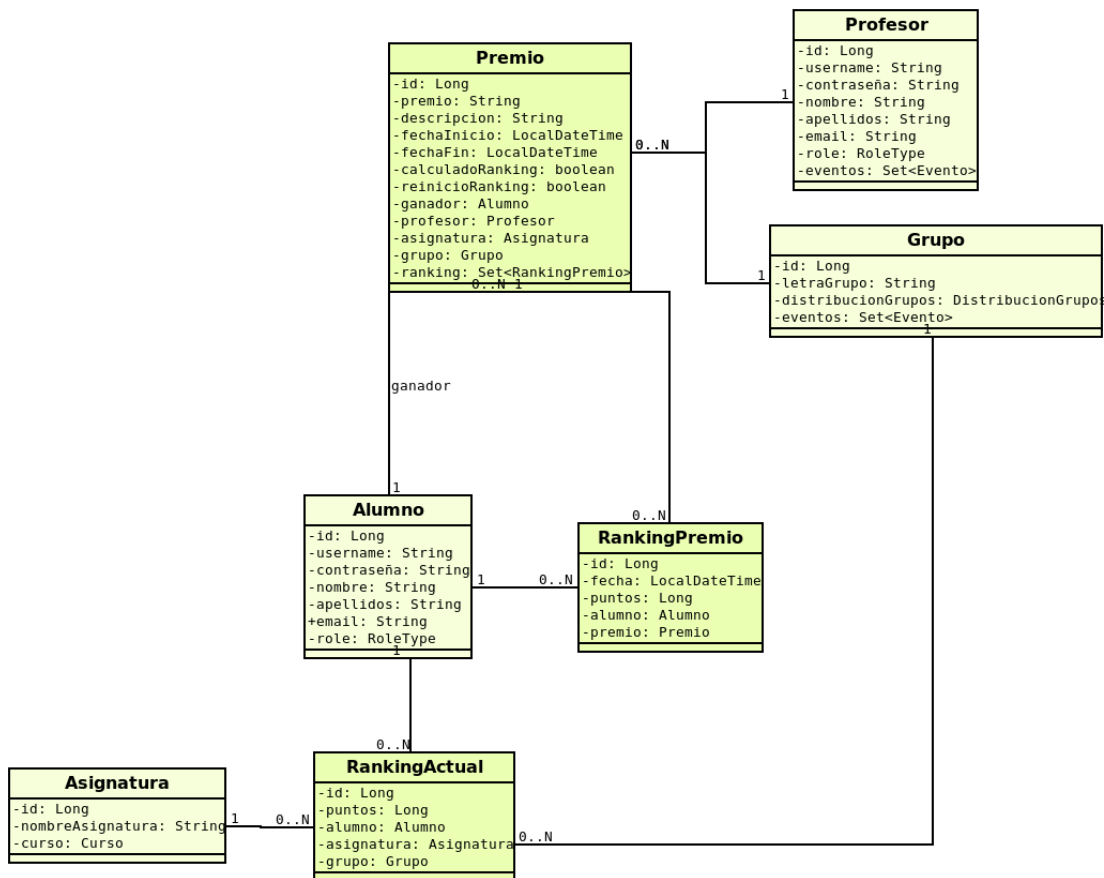 Premio
-id: Long
-premio: String
-descripcion: String
-fechaInicio: LocalDateTime
-fechaFin: LocalDateTime
-calculadoRanking: boolean
-reinicioRanking: boolean
-ganador: Alumno
-profesor: Profesor
-asignatura: Asignatura
-grupo: Grupo
-ranking: Set<RankingPremio>
0..N 1
0..N
Profesor
-id: Long
-username: String
-contraseña: String
-nombre: String
-apellidos: String
-email: String
-role: RoleType
-eventos: Set<Evento>
1
Grupo
-id: Long
-letraGrupo: String
-distribucionGrupos: DistribucionGrupos
-eventos: Set<Evento>
1
1
ganador
1
Alumno
-id: Long
-username: String
-contraseña: String
-nombre: String
-apellidos: String
+email: String
-role: RoleType
1
1
0..N
0..N
RankingPremio
-id: Long
-fecha: LocalDateTime
-puntos: Long
-alumno: Alumno
-premio: Premio
Asignatura
-id: Long
-nombreAsignatura: String
-curso: Curso
1
0..N
0..N
RankingActual
-id: Long
-puntos: Long
-alumno: Alumno
-asignatura: Asignatura
-grupo: Grupo
0..N